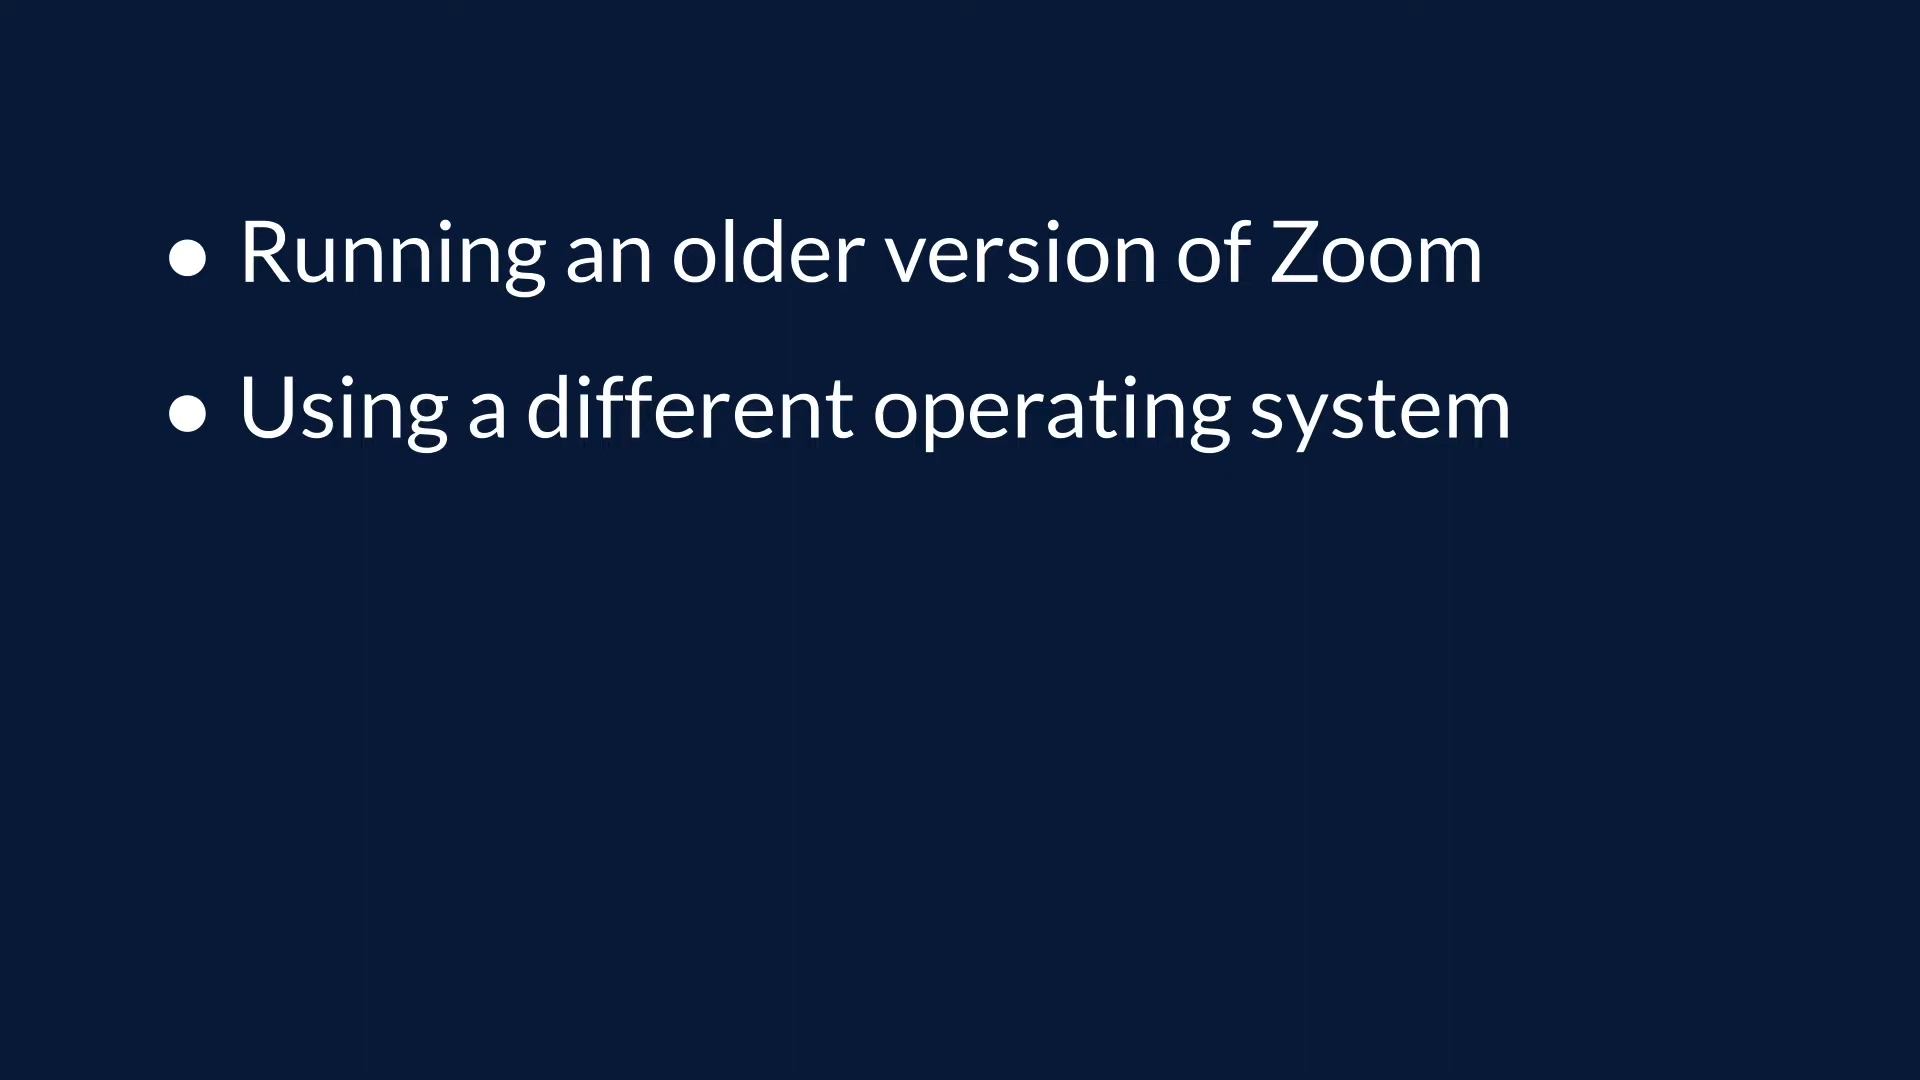 ● Running an older version of Zoom
● Using a different operating system